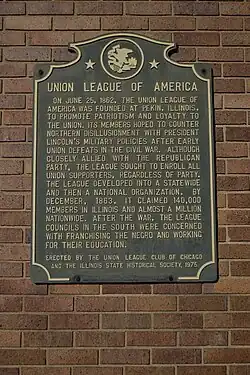 UNION LEAGUE OF AMERICA
ON JUNE 25, 1862, THE UNION LEAGUE OF
AMERICA WAS FOUNDED AT PEKIN, ILLINOIS,
TO PROMOTE PATRIOTISM AND LOYALTY TO
THE UNION. ITS MEMBERS HOPED TO COUNTER
NORTHERN DISILLUSIONMENT WITH PRESIDENT
LINCOLN'S MILITARY POLICIES AFTER EARLY
UNION DEFEATS IN THE CIVIL WAR. ALTHOUGH
CLOSELY ALLIED WITH THE REPUBLICAN
PARTY, THE LEAGUE SOUGHT TO ENROLL ALL
UNION SUPPORTERS, REGARDLESS OF PARTY.
THE LEAGUE DEVELOPED INTO A STATEWIDE
AND THEN A NATIONAL ORGANIZATION. BY
DECEMBER, 1863, IT CLAIMED 140,000
MEMBERS IN ILLINOIS AND ALMOST A MILLION
NATIONWIDE. AFTER THE WAR, THE LEAGUE
COUNCILS IN THE SOUTH WERE CONCERNED
WITH FRANCHISING THE NEGRO AND WORKING
FOR THEIR EDUCATION.
ERECTED BY THE UNION LEAGUE CLUB OF CHICAGO
AND THE ILLINOIS STATE HISTORICAL SOCIETY, 1975